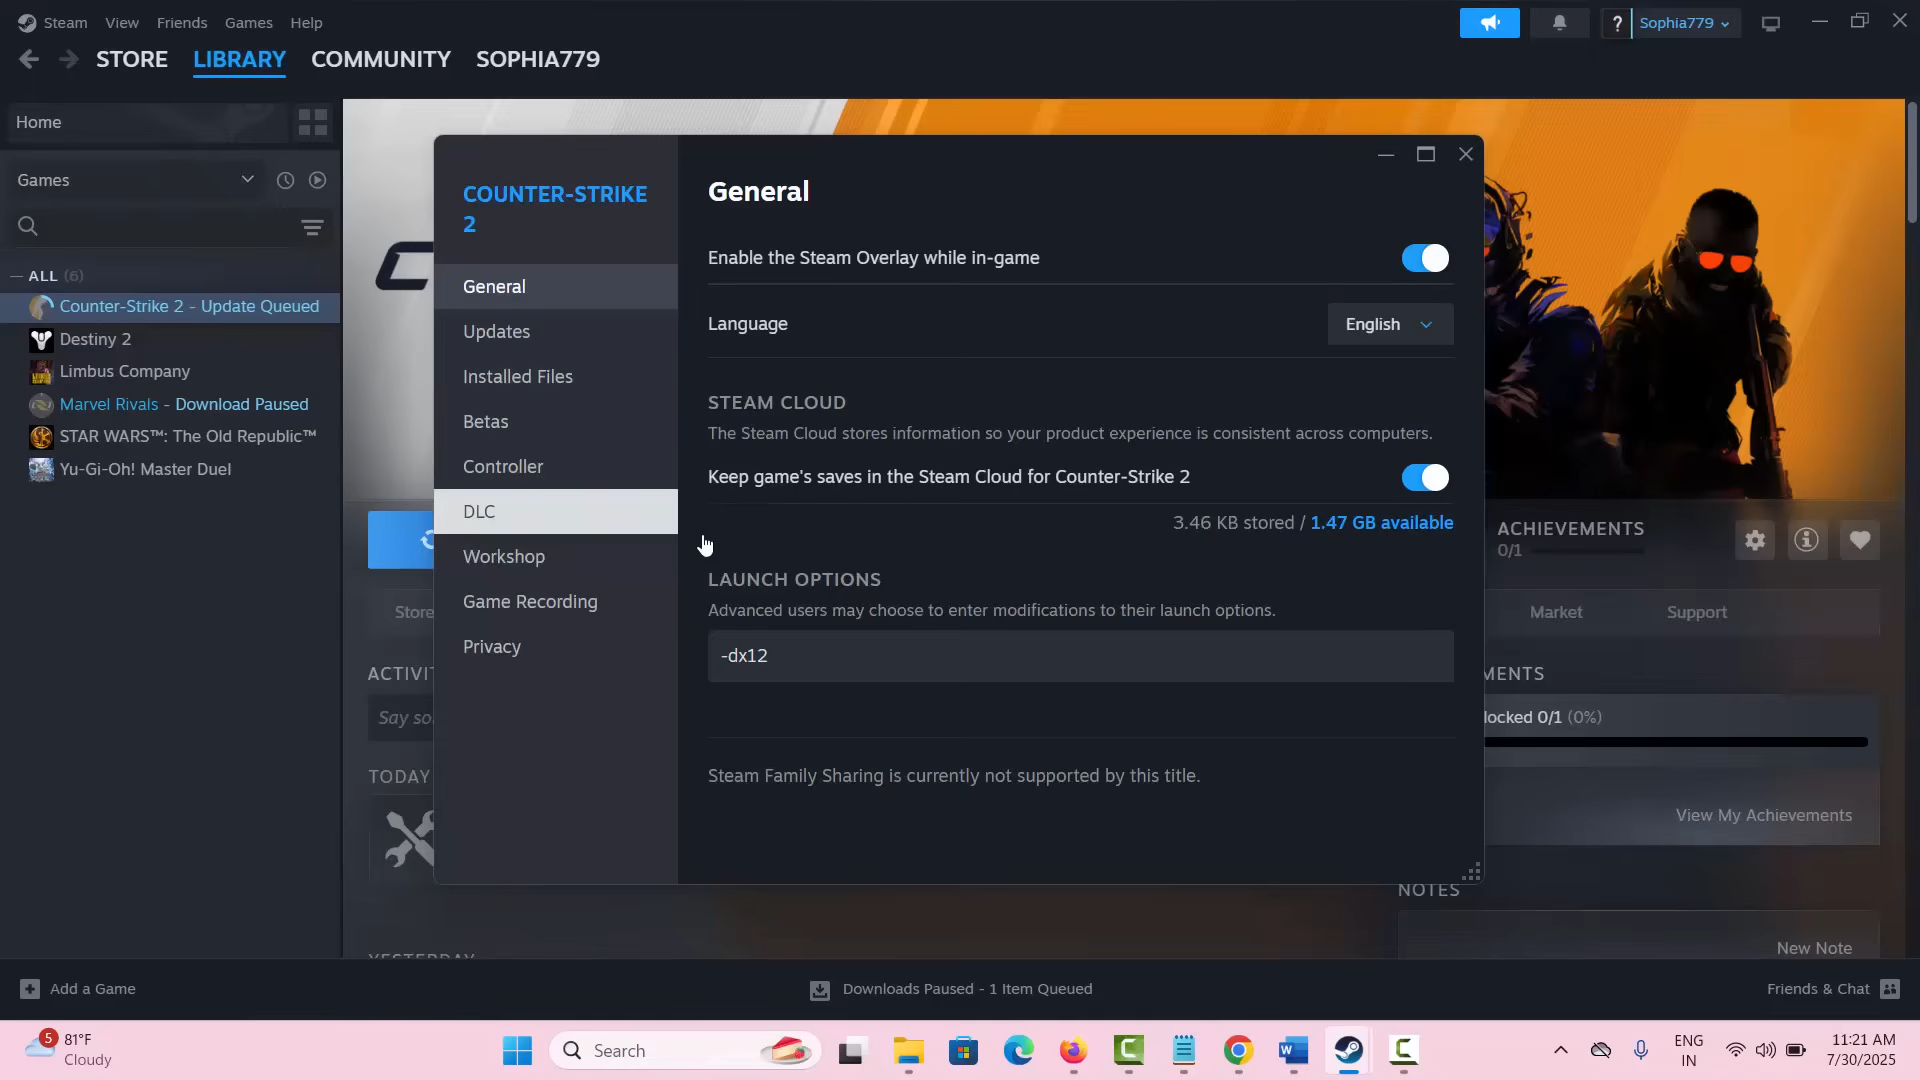 Steam View Friends Games Help
? Sophia779
STORE LIBRARY COMMUNITY SOPHIA779
Home
Games
— ALL (6)
Counter-Strike 2 - Update Queued
Destiny 2
Limbus Company
Marvel Rivals - Download Paused
STAR WARS™: The Old Republic™
Yu-Gi-Oh! Master Duel
COUNTER-STRIKE
2
General
Updates
Installed Files
Betas
Controller
DLC
Workshop
Game Recording
Privacy
General
Enable the Steam Overlay while in-game
Language English
STEAM CLOUD
The Steam Cloud stores information so your product experience is consistent across computers.
Keep game's saves in the Steam Cloud for Counter-Strike 2
3.46 KB stored / 1.47 GB available
LAUNCH OPTIONS
Advanced users may choose to enter modifications to their launch options.
-dx12
Steam Family Sharing is currently not supported by this title.
ACHIEVEMENTS
0/1
Store
Market Support
ACTIVIT
Say so
TODAY
MENTS
locked 0/1 (0%)
View My Achievements
NOTES
New Note
Add a Game
Downloads Paused - 1 Item Queued
Friends & Chat
5
81°F
Cloudy
Search
ENG
IN
11:21 AM
7/30/2025